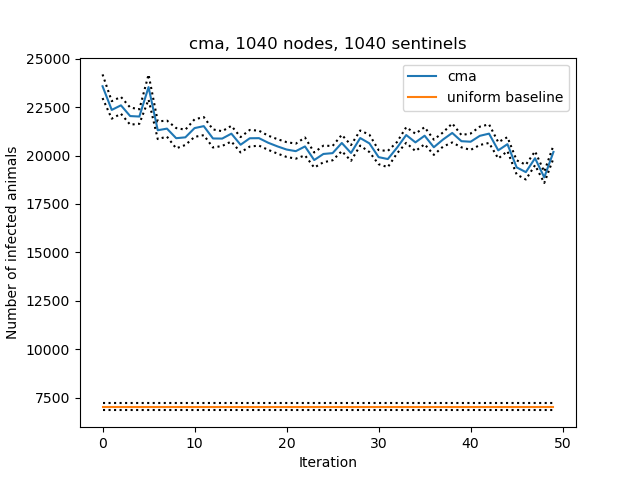 cma, 1040 nodes, 1040 sentinels
25000
22500
20000
17500
15000
12500
10000
7500
Number of infected animals
cma
uniform baseline
0 10 20 30 40 50
Iteration